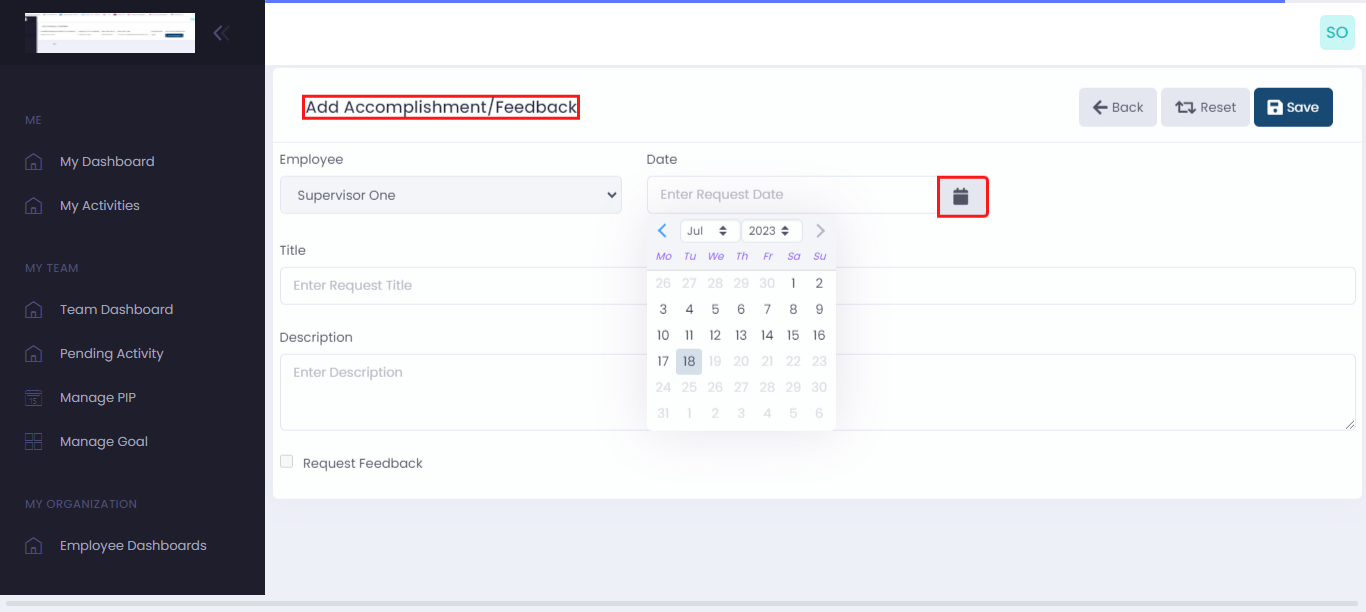 SO
ME
My Dashboard
My Activities
MY TEAM
Team Dashboard
Pending Activity
Manage PIP
Manage Goal
MY ORGANIZATION
Employee Dashboards
Add Accomplishment/Feedback
Back
Reset
Save
Employee
Supervisor One
Date
Enter Request Date
Jul 2023
Mo Tu We Th Fr Sa Su
26 27 28 29 30 1 2
3 4 5 6 7 8 9
10 11 12 13 14 15 16
17 18 19 20 21 22 23
24 25 26 27 28 29 30
31 1 2 3 4 5 6
Title
Enter Request Title
Description
Enter Description
Request Feedback